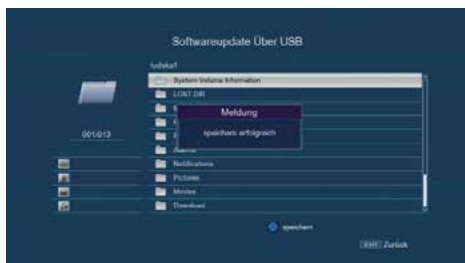 Softwareupdate Über USB
System Volume Information
LOST.DIR
Meldung
speichern erfolgreich
001/013
Alarms
Notifications
Pictures
Movies
Download
speichern
EXIT Zurück